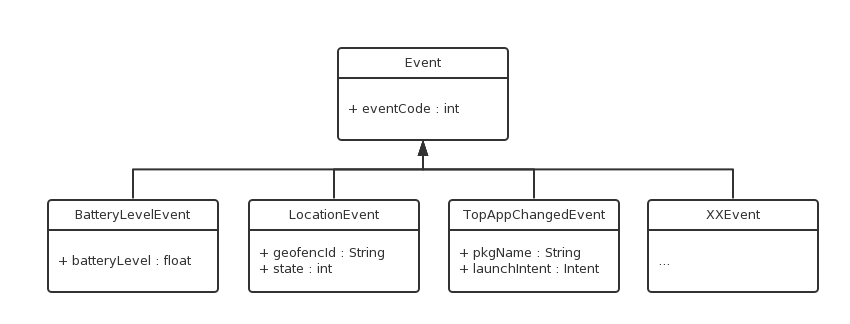 Event
+ eventCode : int
BatteryLevelEvent
+ batteryLevel : float
LocationEvent
+ geofencId : String
+ state : int
TopAppChangedEvent
+ pkgName : String
+ launchIntent : Intent
XXEvent
...